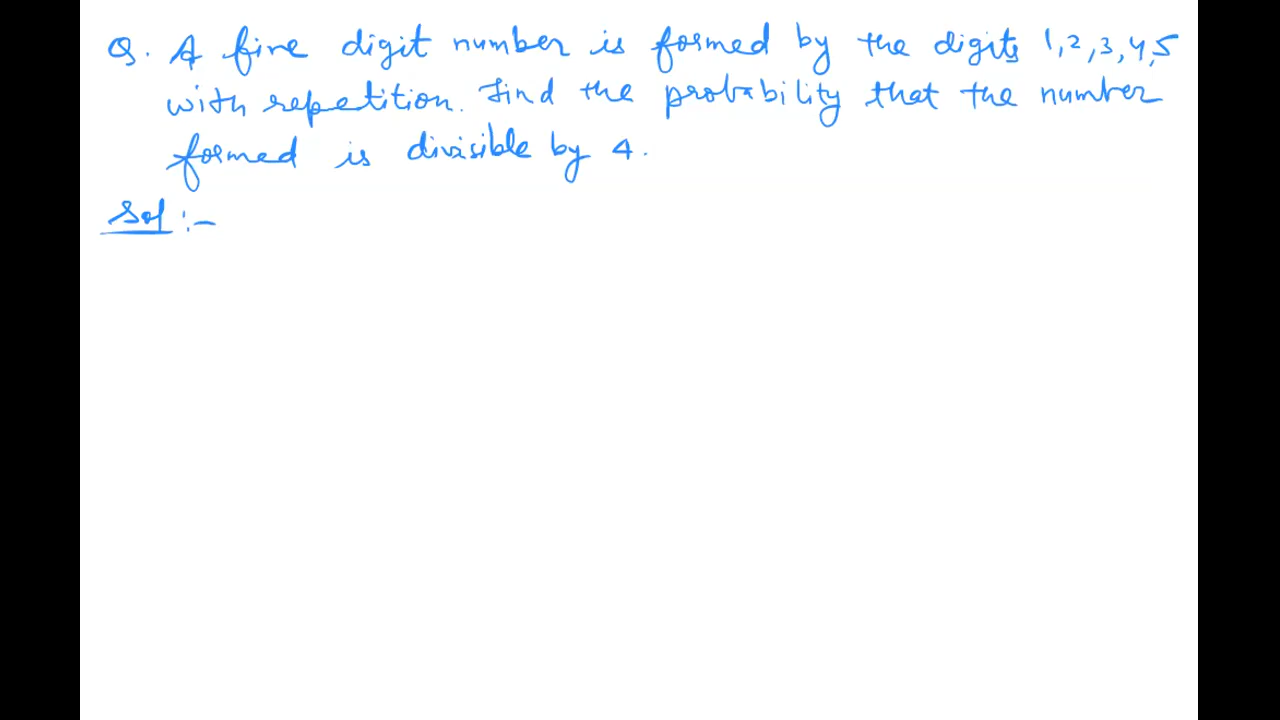 Q. A five digit number is formed by the digits 1,2,3,4,5
with repetition. Find the probability that the number
formed is divisible by 4.
Sol :-